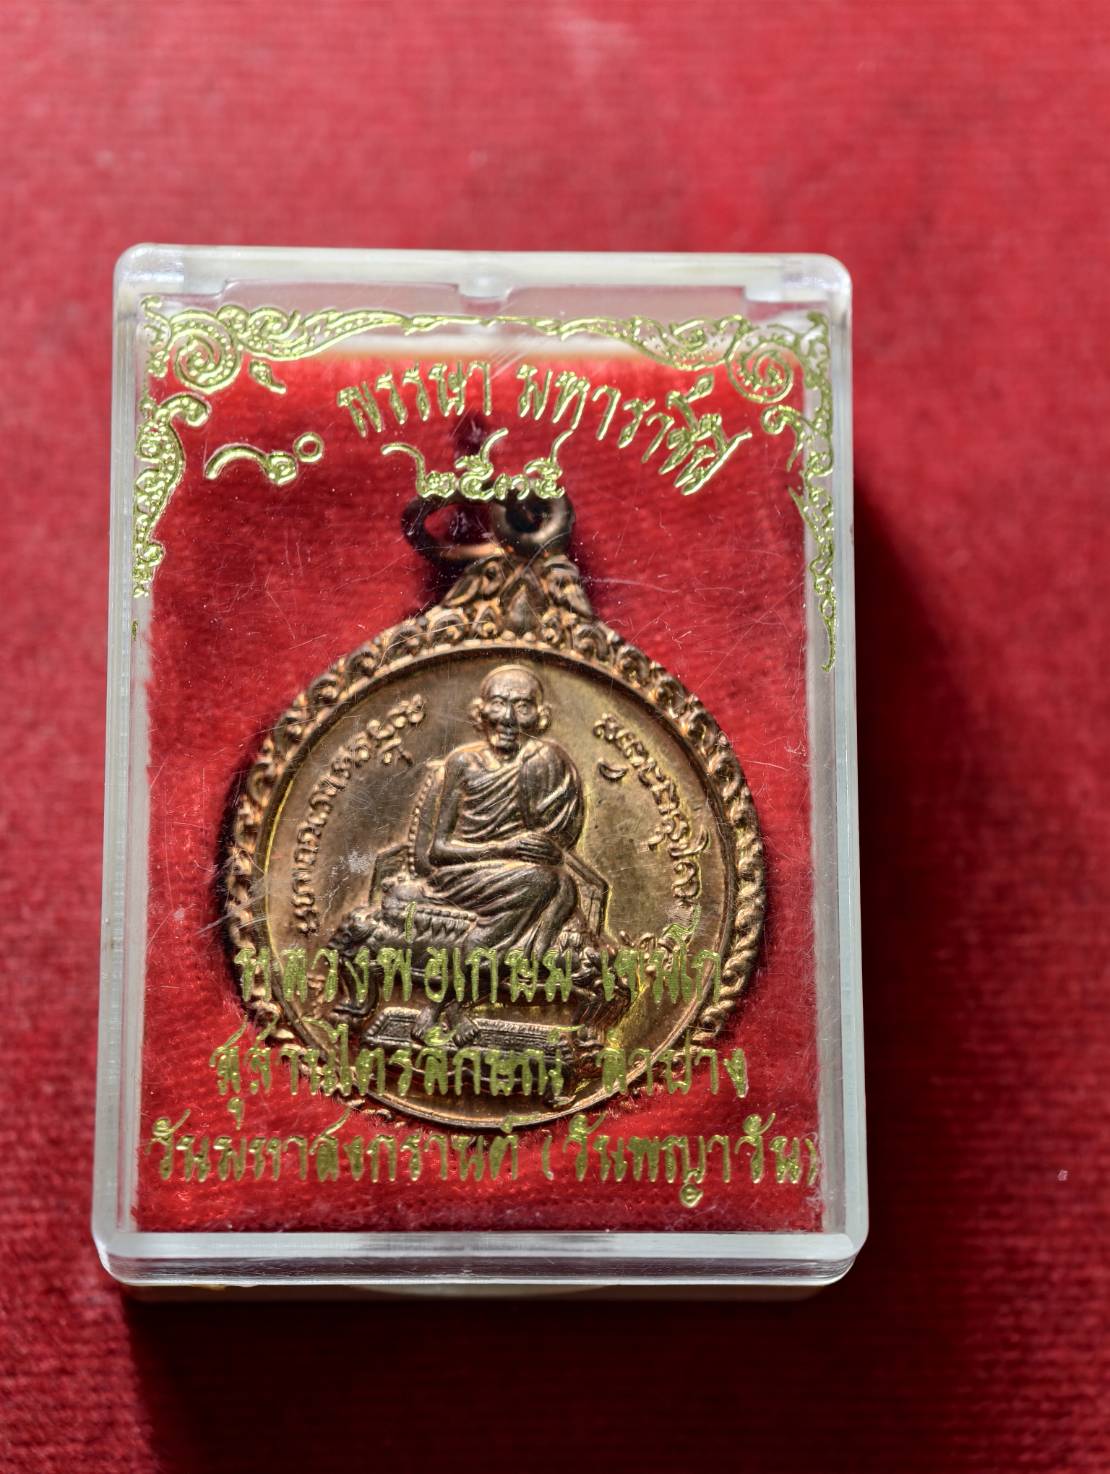 ๖๐ พรรษา มหาราชินี
๒๕๓๕
หลวงพ่อเกษม เขมโก
สุสานไตรลักษณ์ ลำปาง
วันมหาสงกรานต์ (วันพญาวัน)